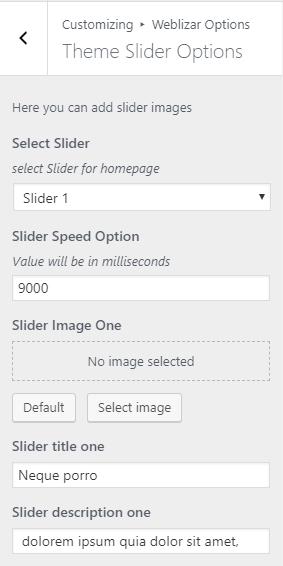 Customizing ▸ Weblizar Options
Theme Slider Options
Here you can add slider images
Select Slider
select Slider for homepage
Slider 1
Slider Speed Option
Value will be in milliseconds
9000
Slider Image One
No image selected
Default Select image
Slider title one
Neque porro
Slider description one
dolorem ipsum quia dolor sit amet,